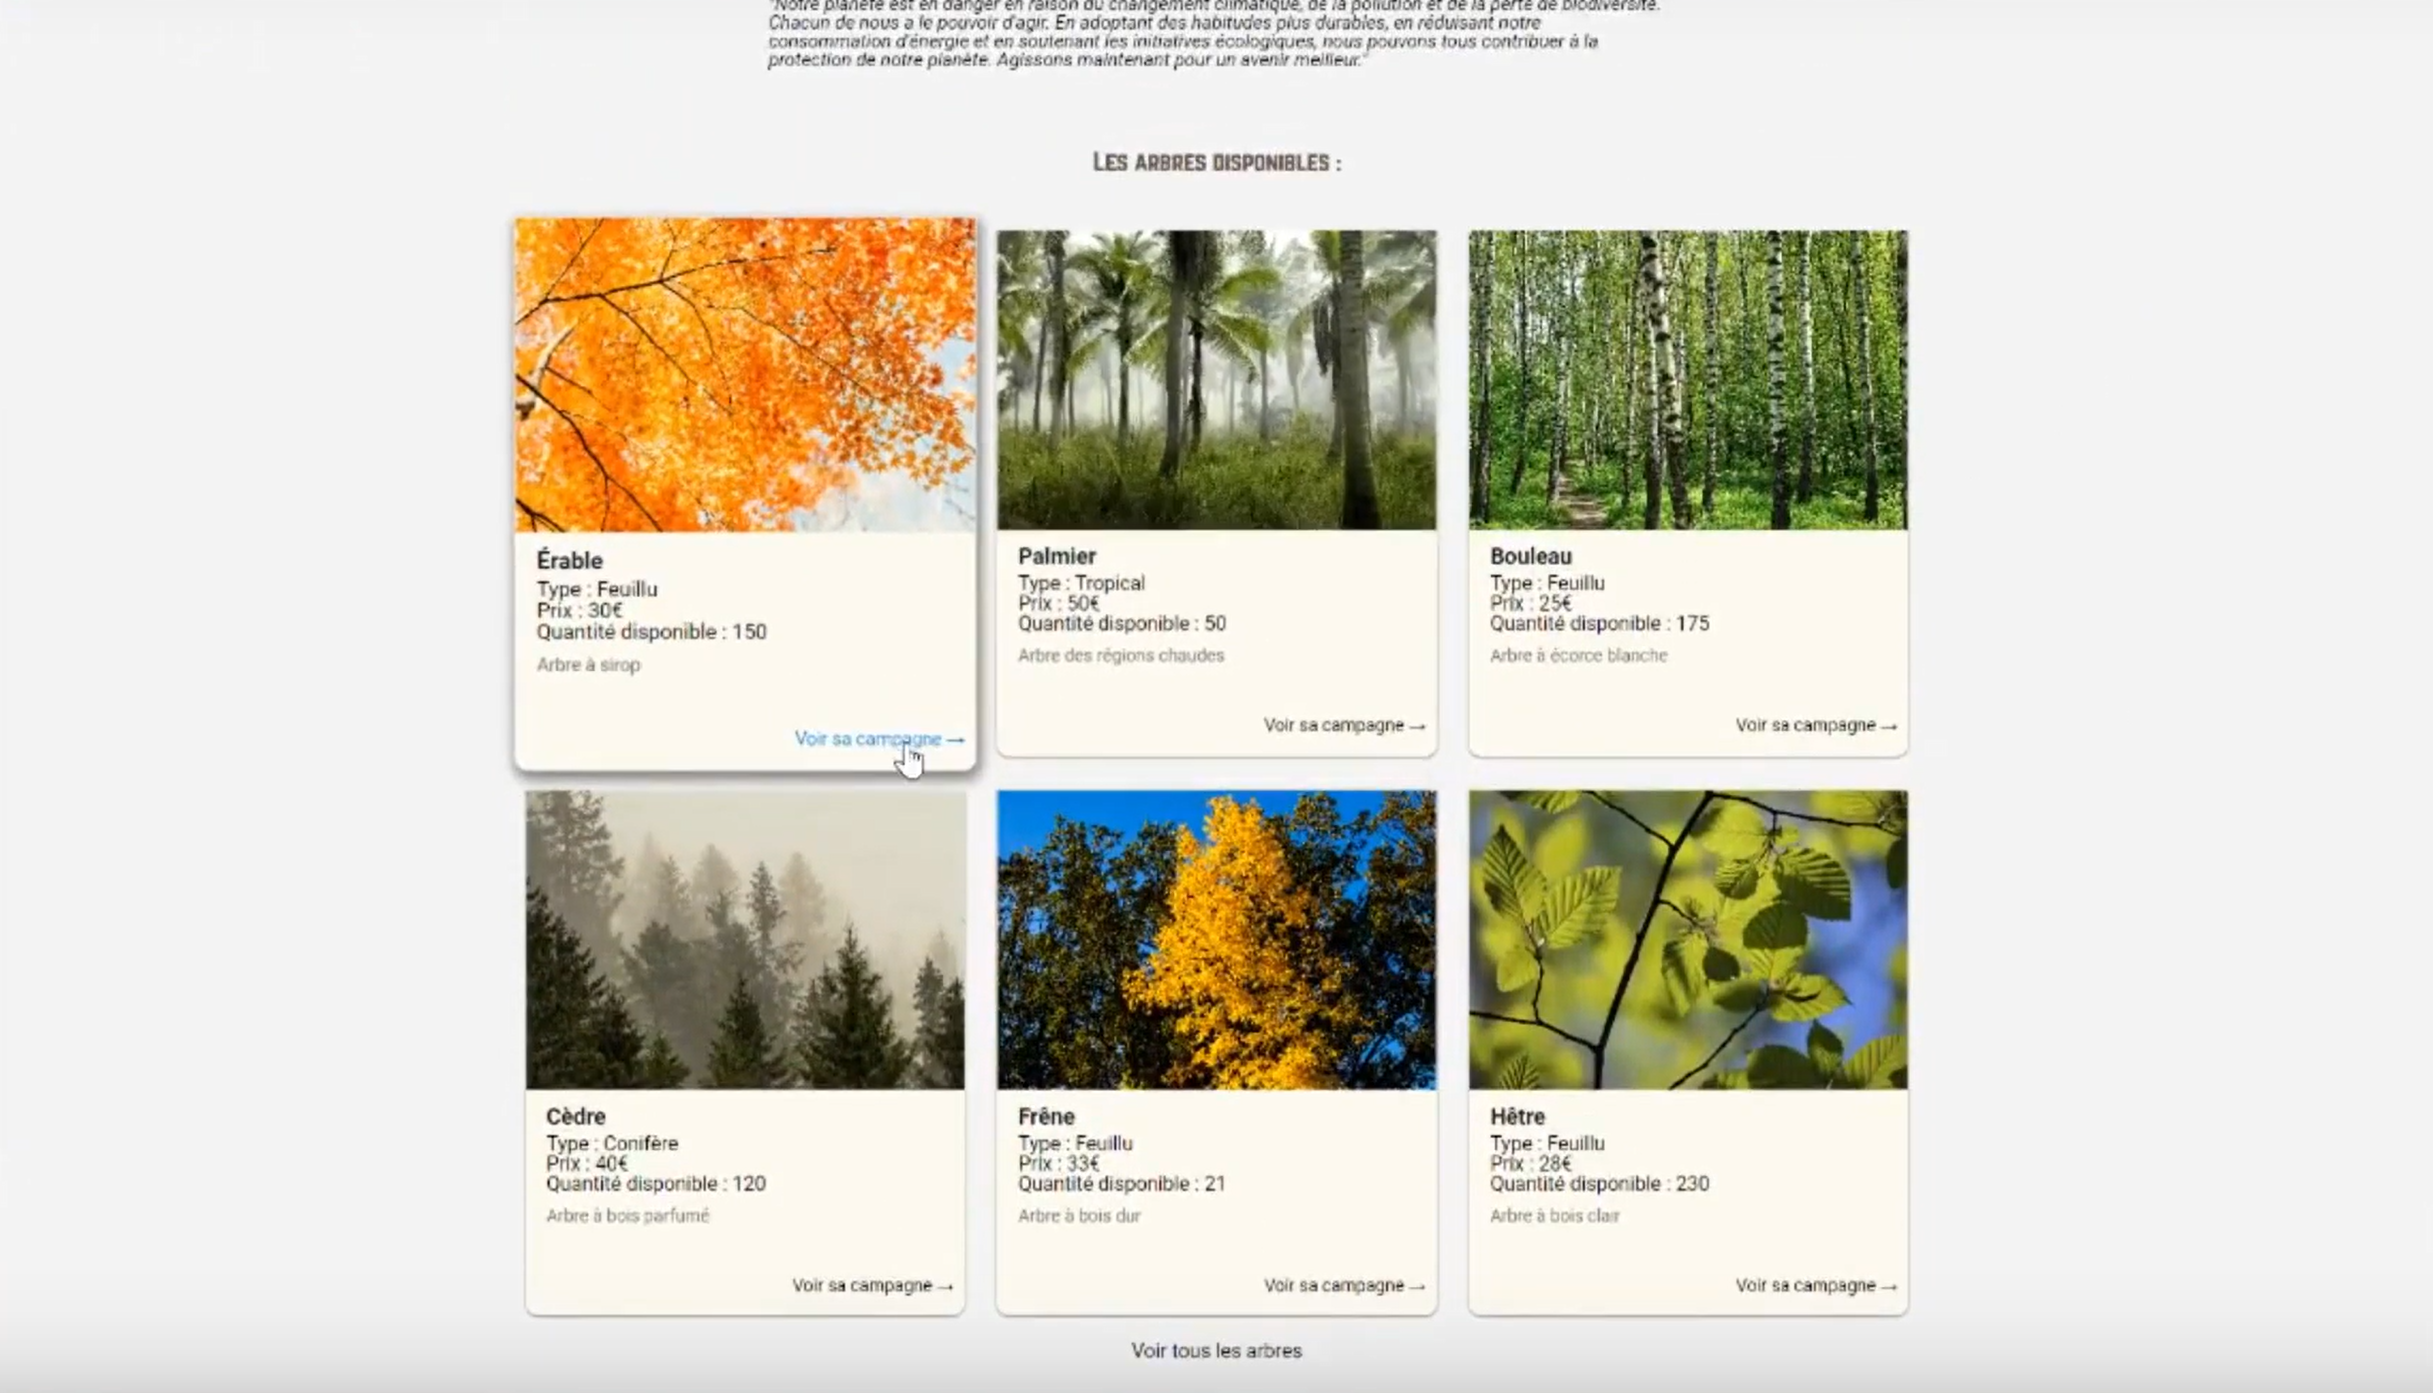 "Notre planète est en danger en raison du changement climatique, de la pollution et de la perte de biodiversité.
Chacun de nous a le pouvoir d'agir. En adoptant des habitudes plus durables, en réduisant notre
consommation d'énergie et en soutenant les initiatives écologiques, nous pouvons tous contribuer à la
protection de notre planète. Agissons maintenant pour un avenir meilleur."
Les arbres disponibles :
Érable
Type : Feuillu
Prix : 30€
Quantité disponible : 150
Arbre à sirop
Voir sa campagne →
Palmier
Type : Tropical
Prix : 50€
Quantité disponible : 50
Arbre des régions chaudes
Voir sa campagne →
Bouleau
Type : Feuillu
Prix : 25€
Quantité disponible : 175
Arbre à écorce blanche
Voir sa campagne →
Cèdre
Type : Conifère
Prix : 40€
Quantité disponible : 120
Arbre à bois parfumé
Voir sa campagne →
Frêne
Type : Feuillu
Prix : 33€
Quantité disponible : 21
Arbre à bois dur
Voir sa campagne →
Hêtre
Type : Feuillu
Prix : 28€
Quantité disponible : 230
Arbre à bois clair
Voir sa campagne →
Voir tous les arbres